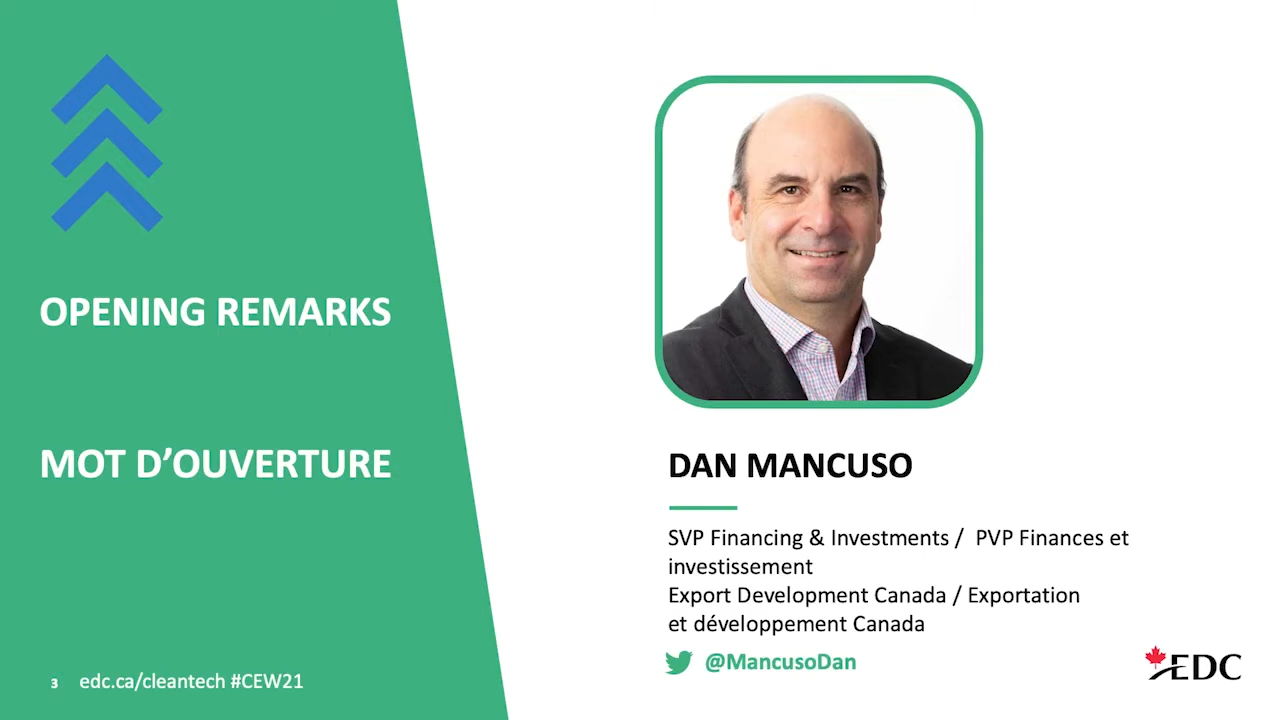 OPENING REMARKS
MOT D’OUVERTURE
DAN MANCUSO
SVP Financing & Investments /  PVP Finances et
investissement
Export Development Canada / Exportation
et développement Canada
@MancusoDan
3 edc.ca/cleantech #CEW21
EDC